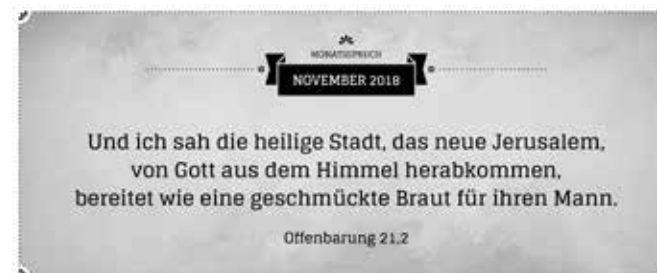 MONATSSPRUCH
NOVEMBER 2018
Und ich sah die heilige Stadt, das neue Jerusalem,
von Gott aus dem Himmel herabkommen,
bereitet wie eine geschmückte Braut für ihren Mann.
Offenbarung 21,2